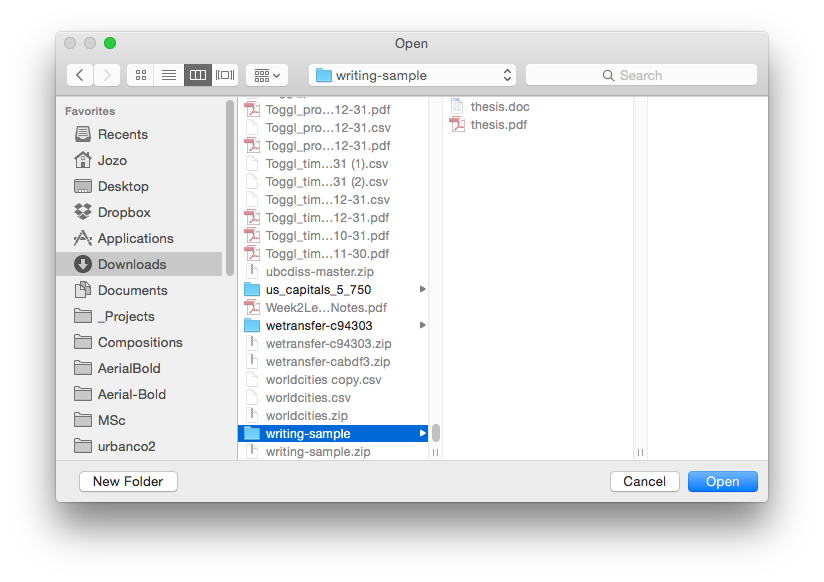 Open
writing-sample
Search
Favorites
Recents
Jozo
Desktop
Dropbox
Applications
Downloads
Documents
_Projects
Compositions
AerialBold
Aerial-Bold
MSc
urbanco2
Toggl_pro...12-31.pdf
Toggl_pro...12-31.csv
Toggl_pro...12-31.pdf
Toggl_tim...31 (1).csv
Toggl_tim...31 (2).csv
Toggl_tim...12-31.csv
Toggl_tim...12-31.pdf
Toggl_tim...10-31.pdf
Toggl_tim...11-30.pdf
ubcdiss-master.zip
us_capitals_5_750
Week2Le...Notes.pdf
wetransfer-c94303
wetransfer-c94303.zip
wetransfer-cabdf3.zip
worldcities copy.csv
worldcities.csv
worldcities.zip
writing-sample
writing-sample.zip
thesis.doc
thesis.pdf
New Folder
Cancel
Open